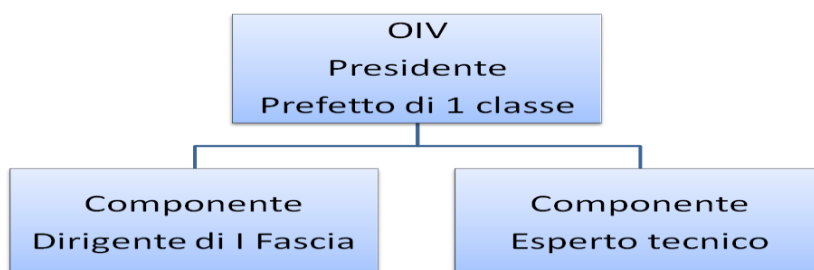 OIV
Presidente
Prefetto di 1 classe
Componente
Dirigente di I Fascia
Componente
Esperto tecnico